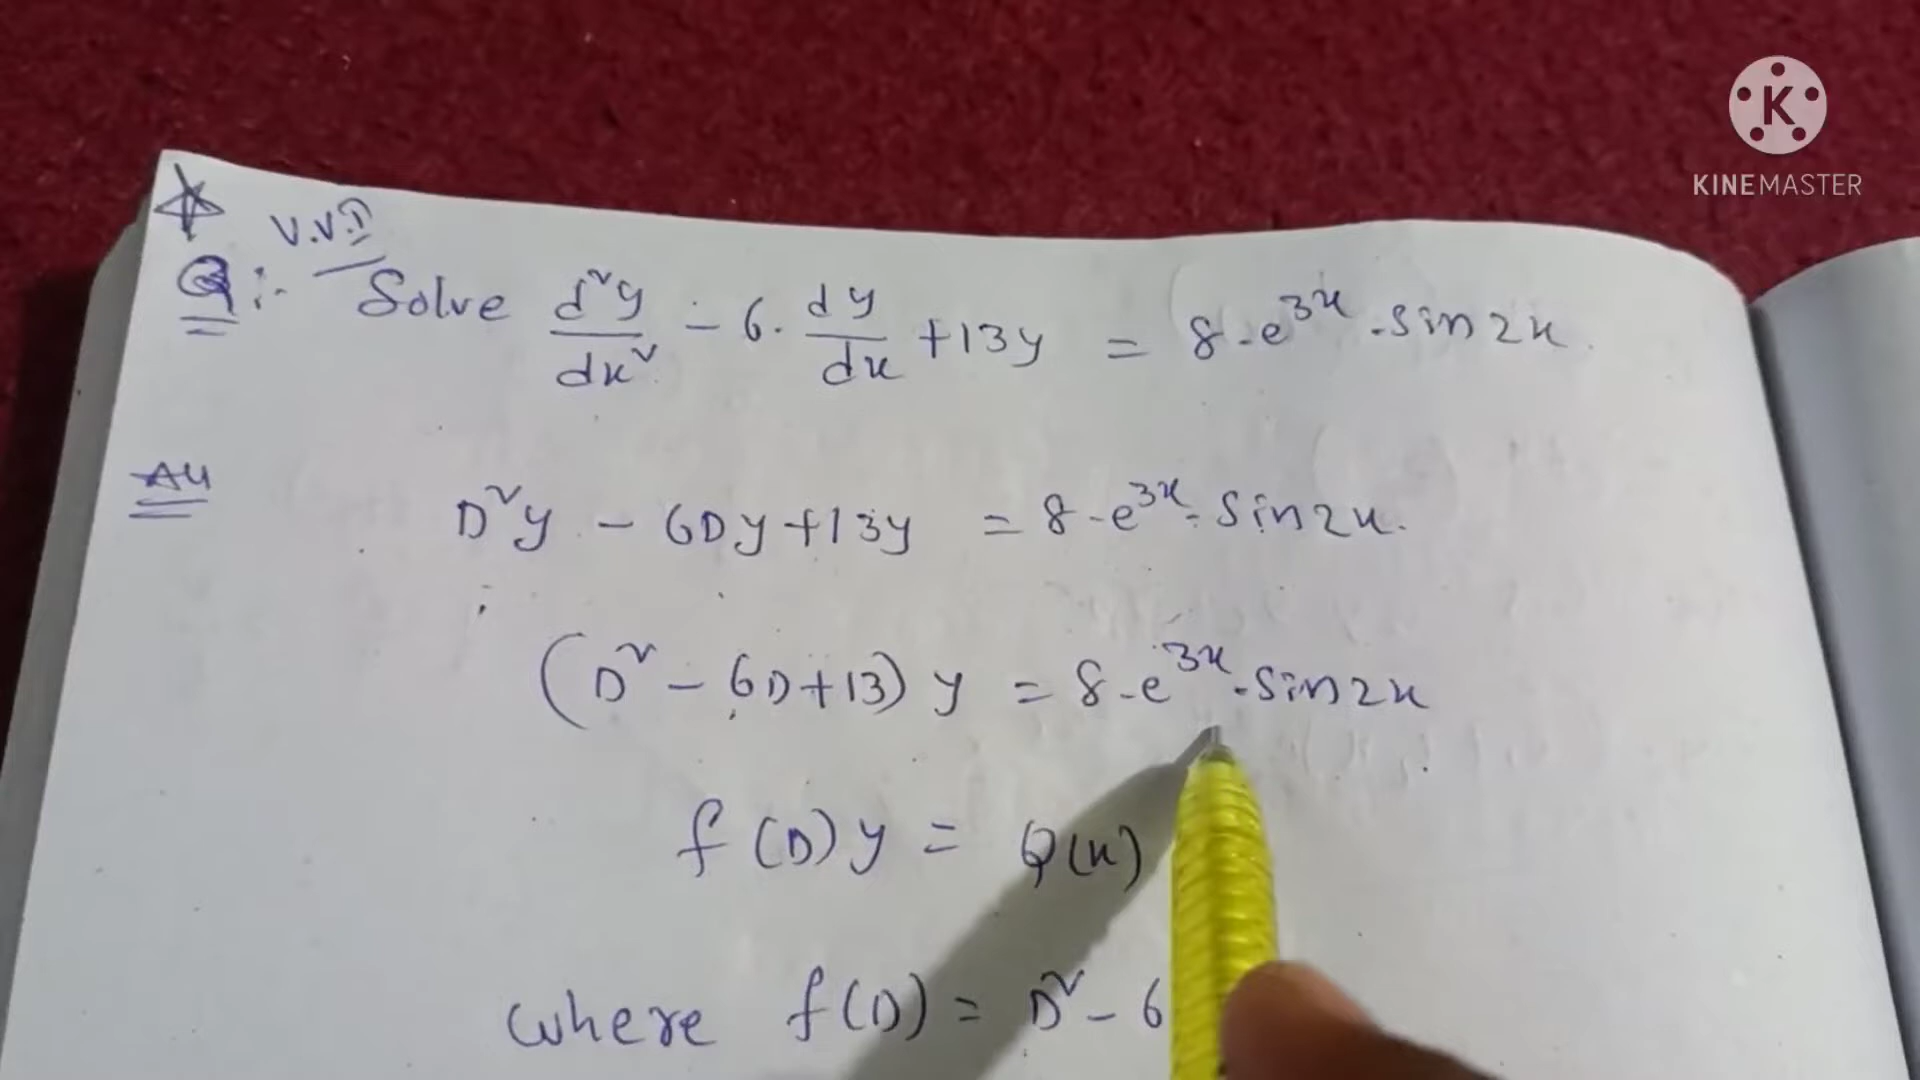 KINEMASTER
V.V.I
Q:- Solve d²y/dx² - 6. dy/dx + 13y = 8.e^3x.sin2x.
D²y - 6Dy + 13y = 8.e^3x.sin2x.
(D² - 6D + 13) y = 8.e^3x.sin2x
f(D)y = Q(x)
where f(D) = D² - 6